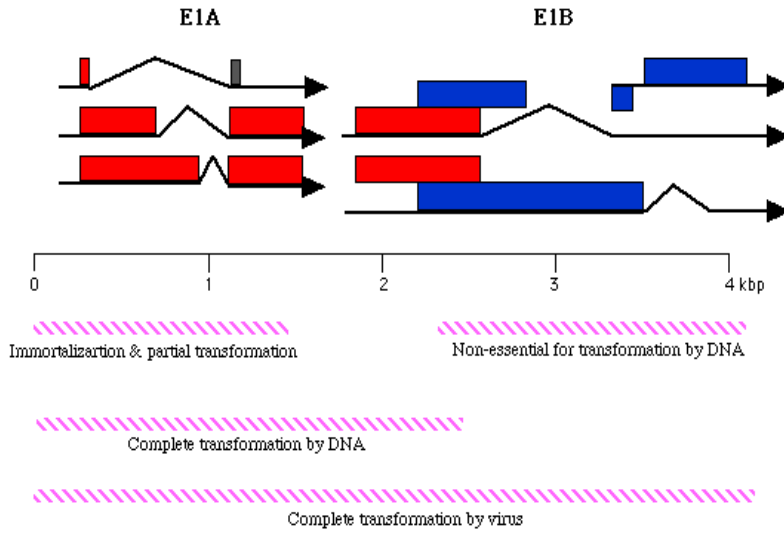 E1A E1B
0 1 2 3 4 kbp
Immortalizartion & partial transformation Non-essential for transformation by DNA
Complete transformation by DNA
Complete transformation by virus